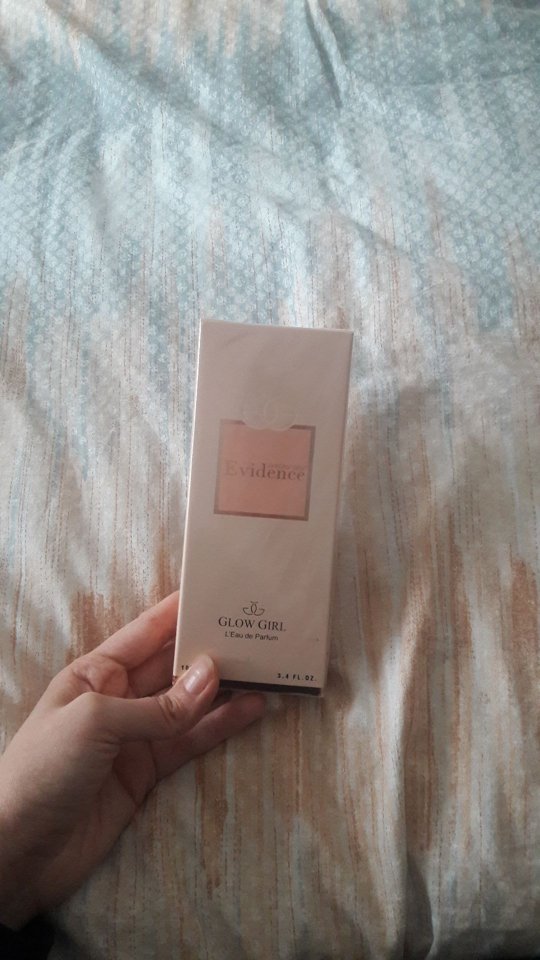 Evidence
GLOW GIRL
L'Eau de Parfum
3.4 FL.OZ.